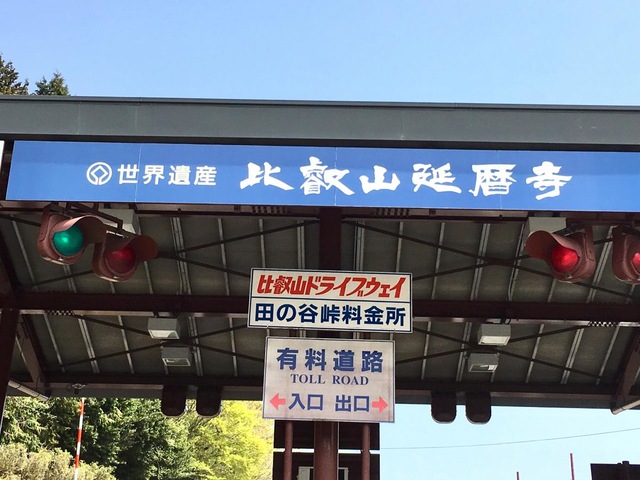 世界遺産 比叡山延暦寺
比叡山ドライブウェイ
田の谷峠料金所
有料道路
TOLL ROAD
←入口 出口→